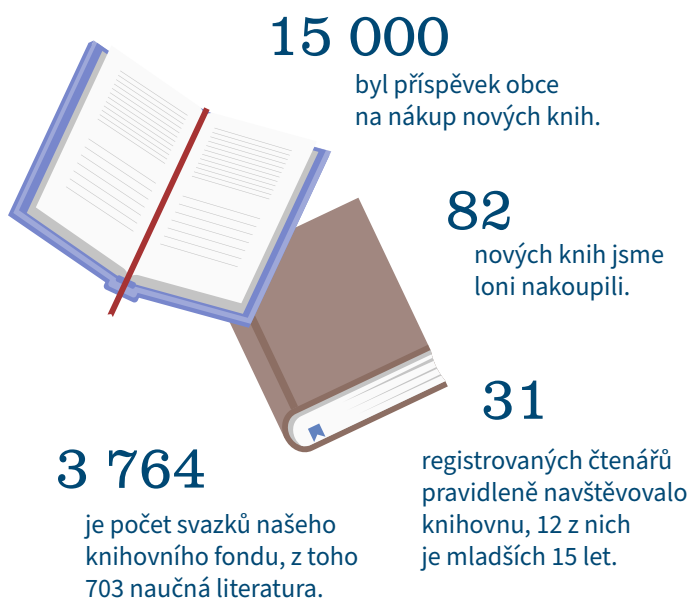 15 000
byl příspěvek obce
na nákup nových knih.
82
nových knih jsme
loni nakoupili.
31
registrovaných čtenářů
pravidleně navštěvovalo
knihovnu, 12 z nich
je mladších 15 let.
3 764
je počet svazků našeho
knihovního fondu, z toho
703 naučná literatura.